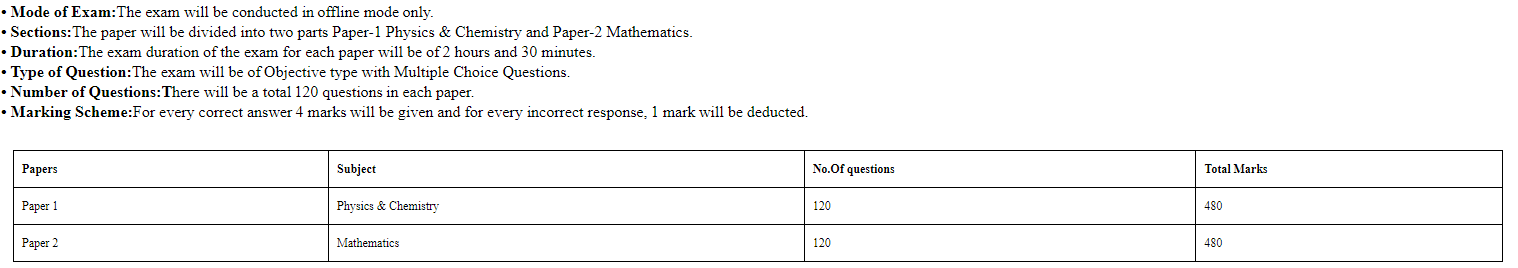 • Mode of Exam:The exam will be conducted in offline mode only.
• Sections:The paper will be divided into two parts Paper-1 Physics & Chemistry and Paper-2 Mathematics.
• Duration:The exam duration of the exam for each paper will be of 2 hours and 30 minutes.
• Type of Question:The exam will be of Objective type with Multiple Choice Questions.
• Number of Questions:There will be a total 120 questions in each paper.
• Marking Scheme:For every correct answer 4 marks will be given and for every incorrect response, 1 mark will be deducted.
Papers Subject No.Of questions Total Marks
Paper 1 Physics & Chemistry 120 480
Paper 2 Mathematics 120 480